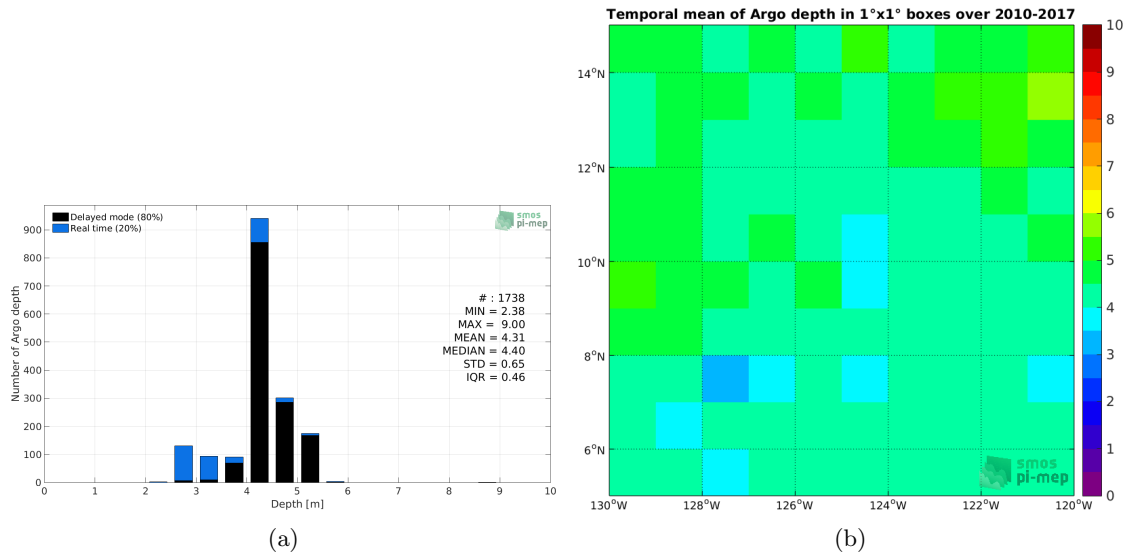 Delayed mode (80%)
Real time (20%)
smos
pi-mep
900
800
700
600
500
400
300
200
100
0
Number of Argo depth
# : 1738
MIN = 2.38
MAX = 9.00
MEAN = 4.31
MEDIAN = 4.40
STD = 0.65
IQR = 0.46
0 1 2 3 4 5 6 7 8 9 10
Depth [m]
(a)
Temporal mean of Argo depth in 1°x1° boxes over 2010-2017
14°N
12°N
10°N
8°N
6°N
130°W 128°W 126°W 124°W 122°W 120°W
smos
pi-mep
10
9
8
7
6
5
4
3
2
1
0
(b)